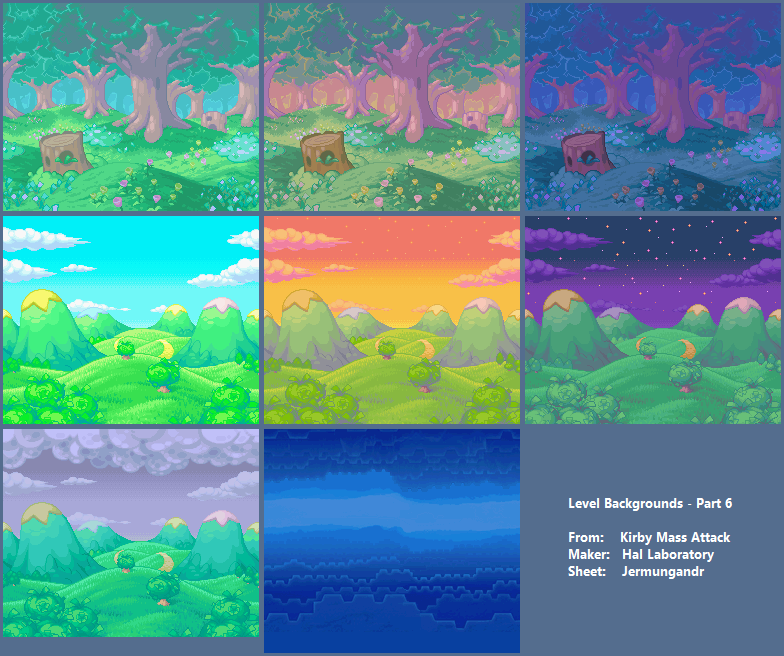 Level Backgrounds - Part 6
From: Kirby Mass Attack
Maker: Hal Laboratory
Sheet: Jermungandr